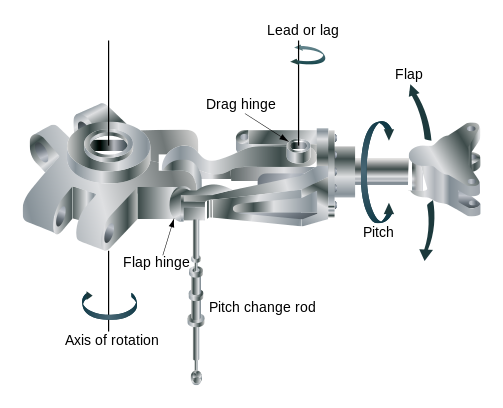 Lead or lag
Flap
Drag hinge
Pitch
Flap hinge
Pitch change rod
Axis of rotation